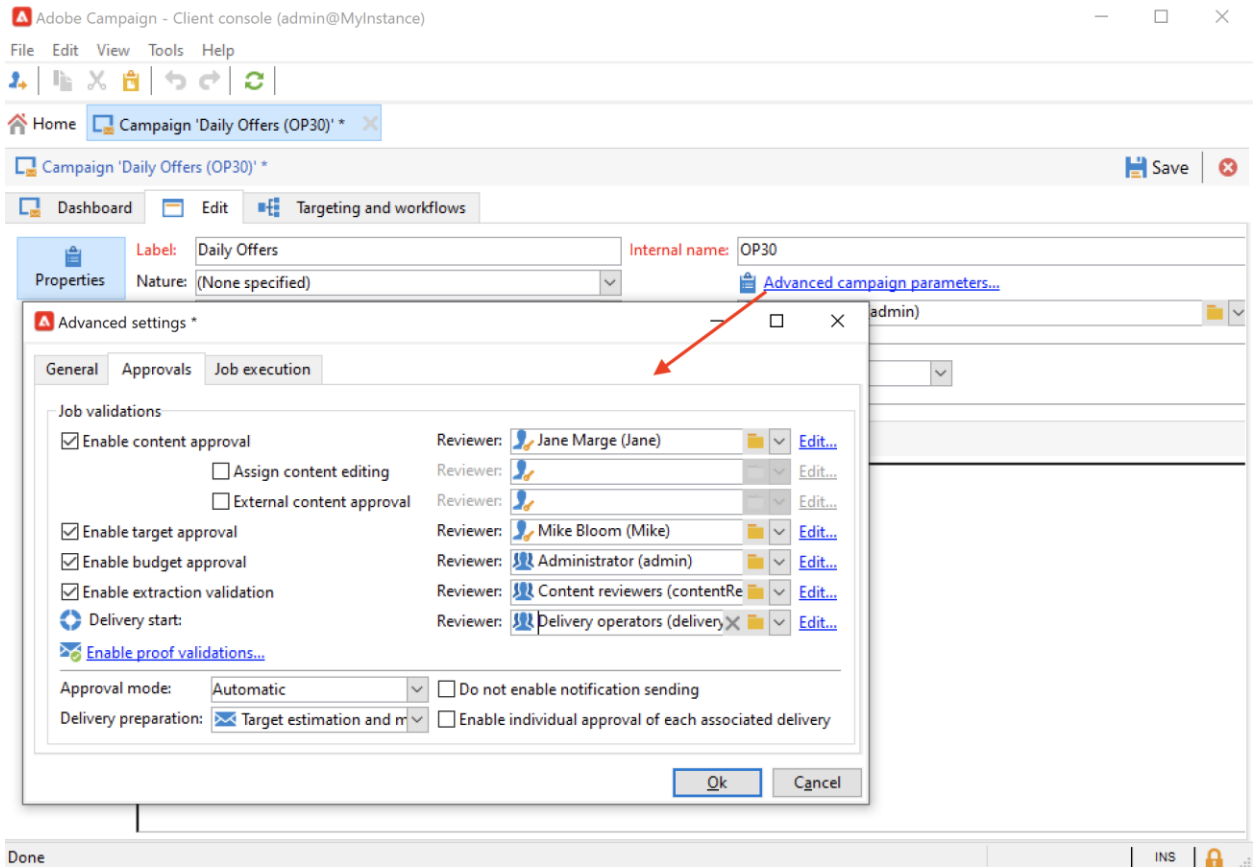 Adobe Campaign - Client console (admin@MyInstance)
File Edit View Tools Help
Home Campaign 'Daily Offers (OP30)' *
Campaign 'Daily Offers (OP30)' * Save
Dashboard Edit Targeting and workflows
Properties
Label: Daily Offers Internal name: OP30
Nature: (None specified) Advanced campaign parameters...
admin)
Advanced settings *
General Approvals Job execution
Job validations
Enable content approval Reviewer: Jane Marge (Jane) Edit...
Assign content editing Reviewer: Edit...
External content approval Reviewer: Edit...
Enable target approval Reviewer: Mike Bloom (Mike) Edit...
Enable budget approval Reviewer: Administrator (admin) Edit...
Enable extraction validation Reviewer: Content reviewers (contentRe Edit...
Delivery start: Reviewer: Delivery operators (delivery Edit...
Enable proof validations...
Approval mode: Automatic Do not enable notification sending
Delivery preparation: Target estimation and m Enable individual approval of each associated delivery
Ok Cancel
Done INS